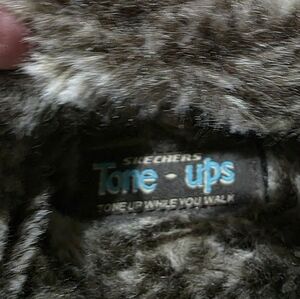 SKECHERS
Tone - ups
TONE UP WHILE YOU WALK